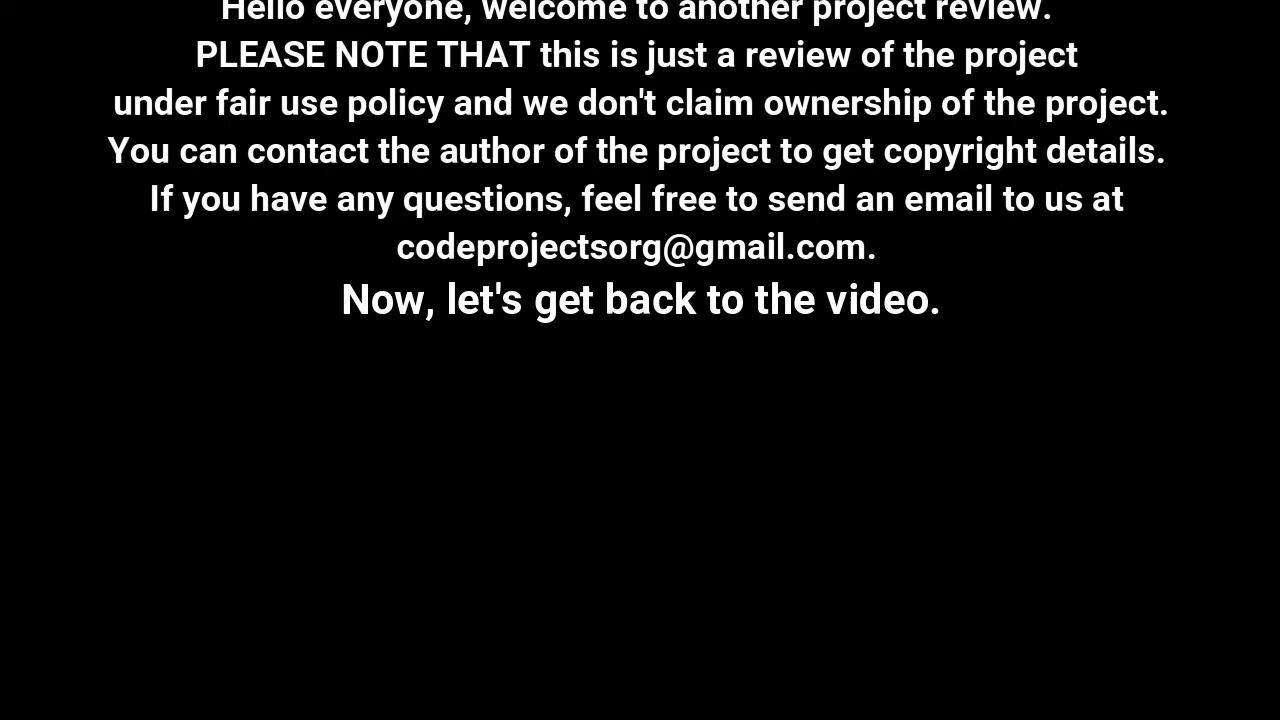 Hello everyone, welcome to another project review.
PLEASE NOTE THAT this is just a review of the project
under fair use policy and we don't claim ownership of the project.
You can contact the author of the project to get copyright details.
If you have any questions, feel free to send an email to us at
codeprojectsorg@gmail.com.
Now, let's get back to the video.